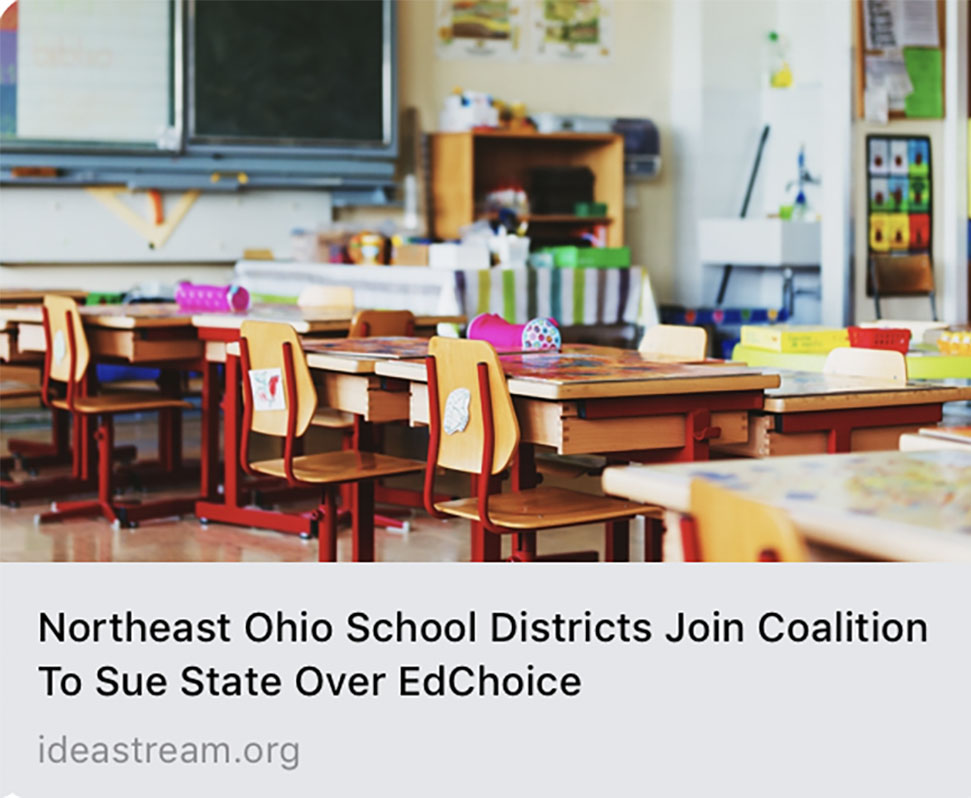 Northeast Ohio School Districts Join Coalition
To Sue State Over EdChoice
ideastream.org